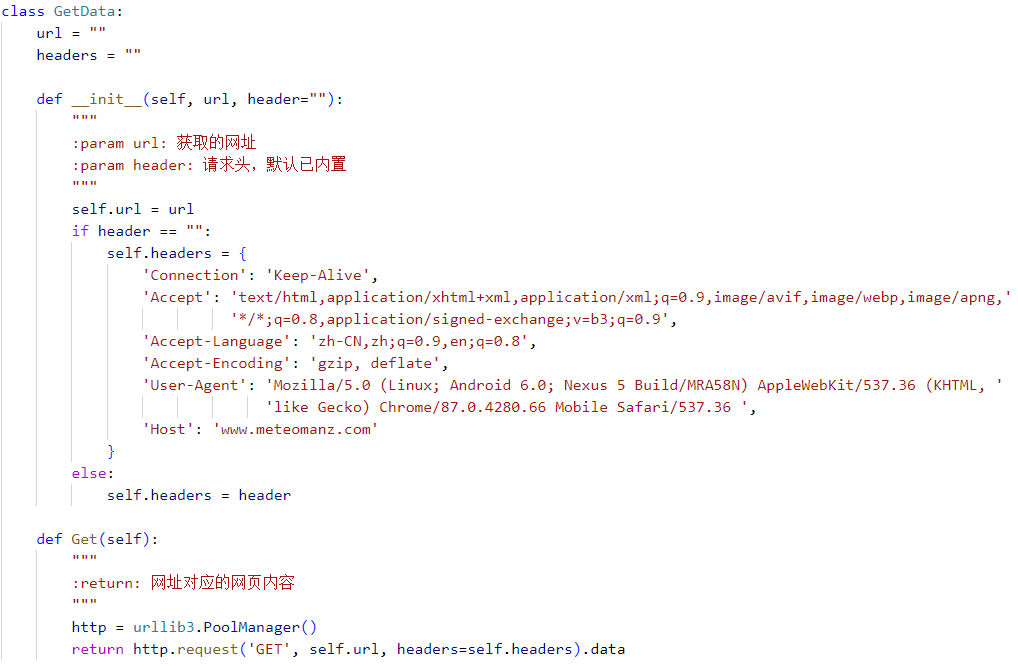 class GetData:
    url = ""
    headers = ""

    def __init__(self, url, header=""):
        """
        :param url: 获取的网址
        :param header: 请求头，默认已内置
        """
        self.url = url
        if header == "":
            self.headers = {
                'Connection': 'Keep-Alive',
                'Accept': 'text/html,application/xhtml+xml,application/xml;q=0.9,image/avif,image/webp,image/apng,'
                          '*/*;q=0.8,application/signed-exchange;v=b3;q=0.9',
                'Accept-Language': 'zh-CN,zh;q=0.9,en;q=0.8',
                'Accept-Encoding': 'gzip, deflate',
                'User-Agent': 'Mozilla/5.0 (Linux; Android 6.0; Nexus 5 Build/MRA58N) AppleWebKit/537.36 (KHTML, '
                              'like Gecko) Chrome/87.0.4280.66 Mobile Safari/537.36 ',
                'Host': 'www.meteomanz.com'
            }
        else:
            self.headers = header

    def Get(self):
        """
        :return: 网址对应的网页内容
        """
        http = urllib3.PoolManager()
        return http.request('GET', self.url, headers=self.headers).data